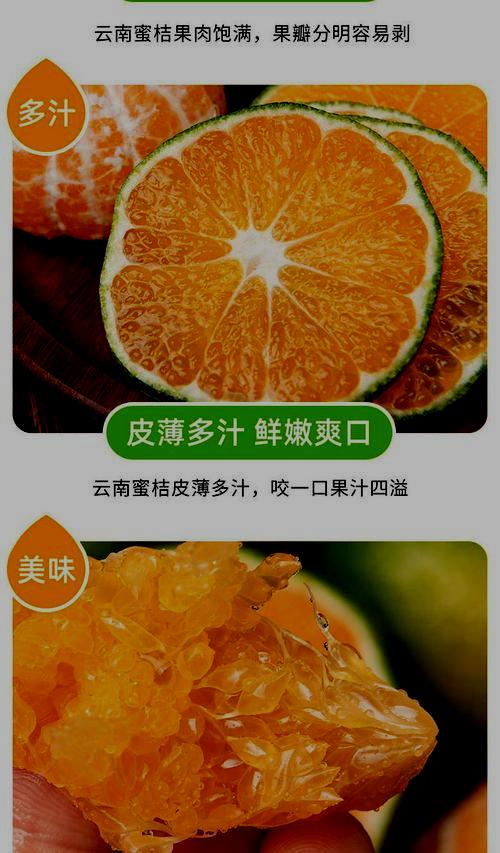 云南蜜桔果肉饱满，果瓣分明容易剥
多汁
皮薄多汁 鲜嫩爽口
云南蜜桔皮薄多汁，咬一口果汁四溢
美味